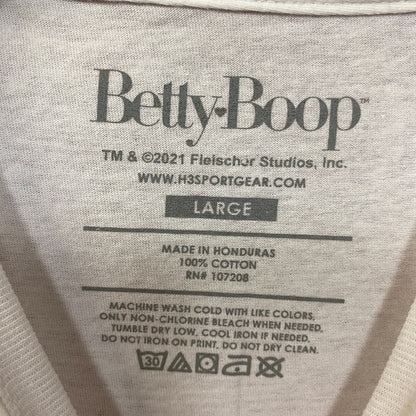 Betty Boop™
TM & ©2021 Fleischer Studios, Inc.
WWW.H3SPORTGEAR.COM
LARGE
MADE IN HONDURAS
100% COTTON
RN# 107208
MACHINE WASH COLD WITH LIKE COLORS,
ONLY NON-CHLORINE BLEACH WHEN NEEDED.
TUMBLE DRY LOW, COOL IRON IF NEEDED.
DO NOT IRON ON PRINT. DO NOT DRY CLEAN.
30